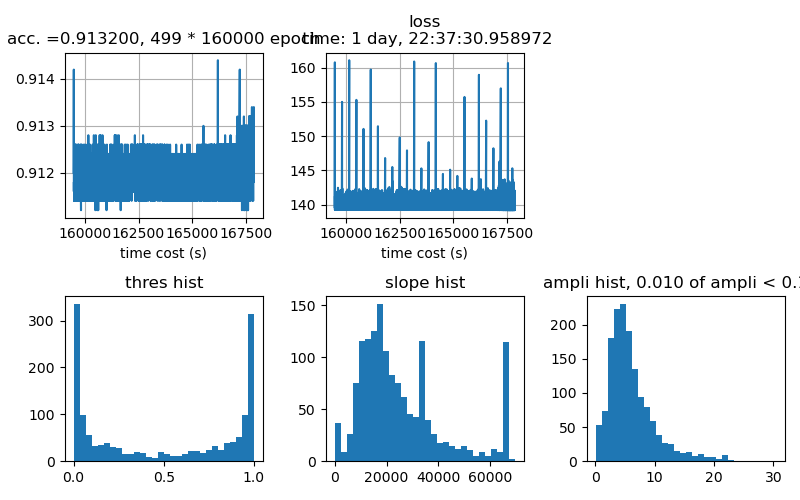 acc. =0.913200, 499 * 160000 epoch
loss
time: 1 day, 22:37:30.958972
0.914
0.913
0.912
160000 162500 165000 167500
time cost (s)
160
155
150
145
140
160000 162500 165000 167500
time cost (s)
thres hist
300
200
100
0
0.0 0.5 1.0
slope hist
150
100
50
0
0 20000 40000 60000
ampli hist, 0.010 of ampli < 0.1
200
150
100
50
0
0 10 20 30